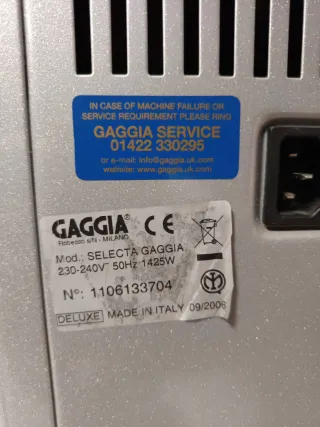 IN CASE OF MACHINE FAILURE OR
SERVICE REQUIREMENT PLEASE RING
GAGGIA SERVICE
01422 330295
or e-mail: info@gaggia.uk.com
website: www.gaggia.uk.com
GAGGIA® CE
Robecco s/N - MILANO
Mod.: SELECTA GAGGIA
230-240V~ 50Hz 1425W
N°: 1106133704
DELUXE MADE IN ITALY 09/2006